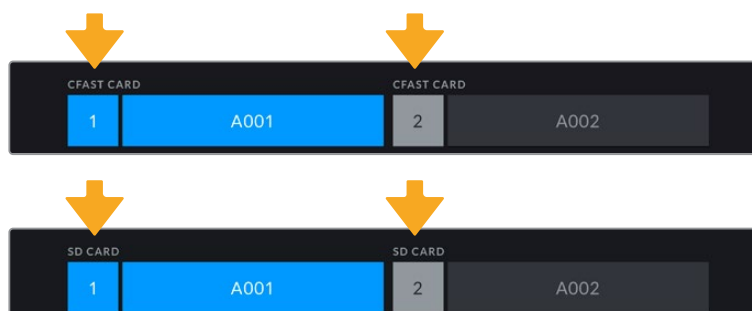 CFAST CARD CFAST CARD
1 A001 2 A002
SD CARD SD CARD
1 A001 2 A002